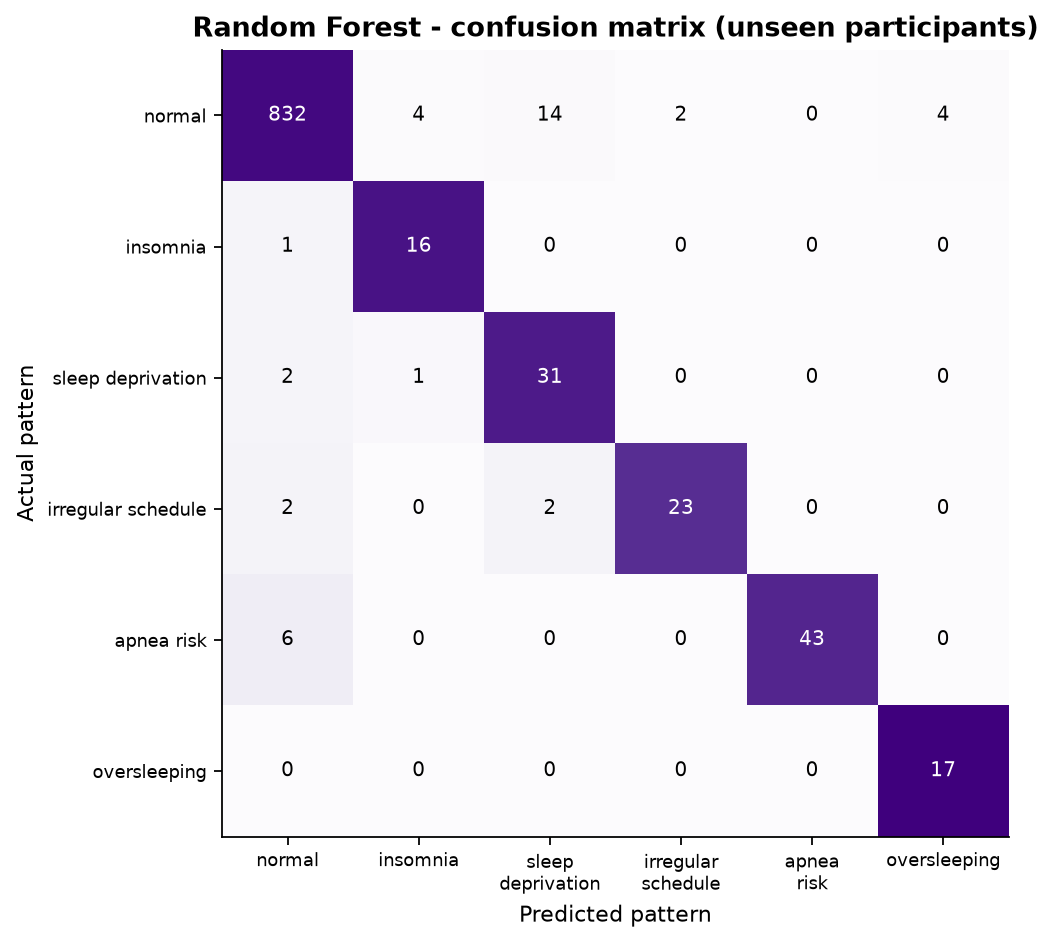 Random Forest - confusion matrix (unseen participants)
Actual pattern
normal 832 4 14 2 0 4
insomnia 1 16 0 0 0 0
sleep deprivation 2 1 31 0 0 0
irregular schedule 2 0 2 23 0 0
apnea risk 6 0 0 0 43 0
oversleeping 0 0 0 0 0 17
normal insomnia sleep irregular apnea oversleeping
deprivation schedule risk
Predicted pattern